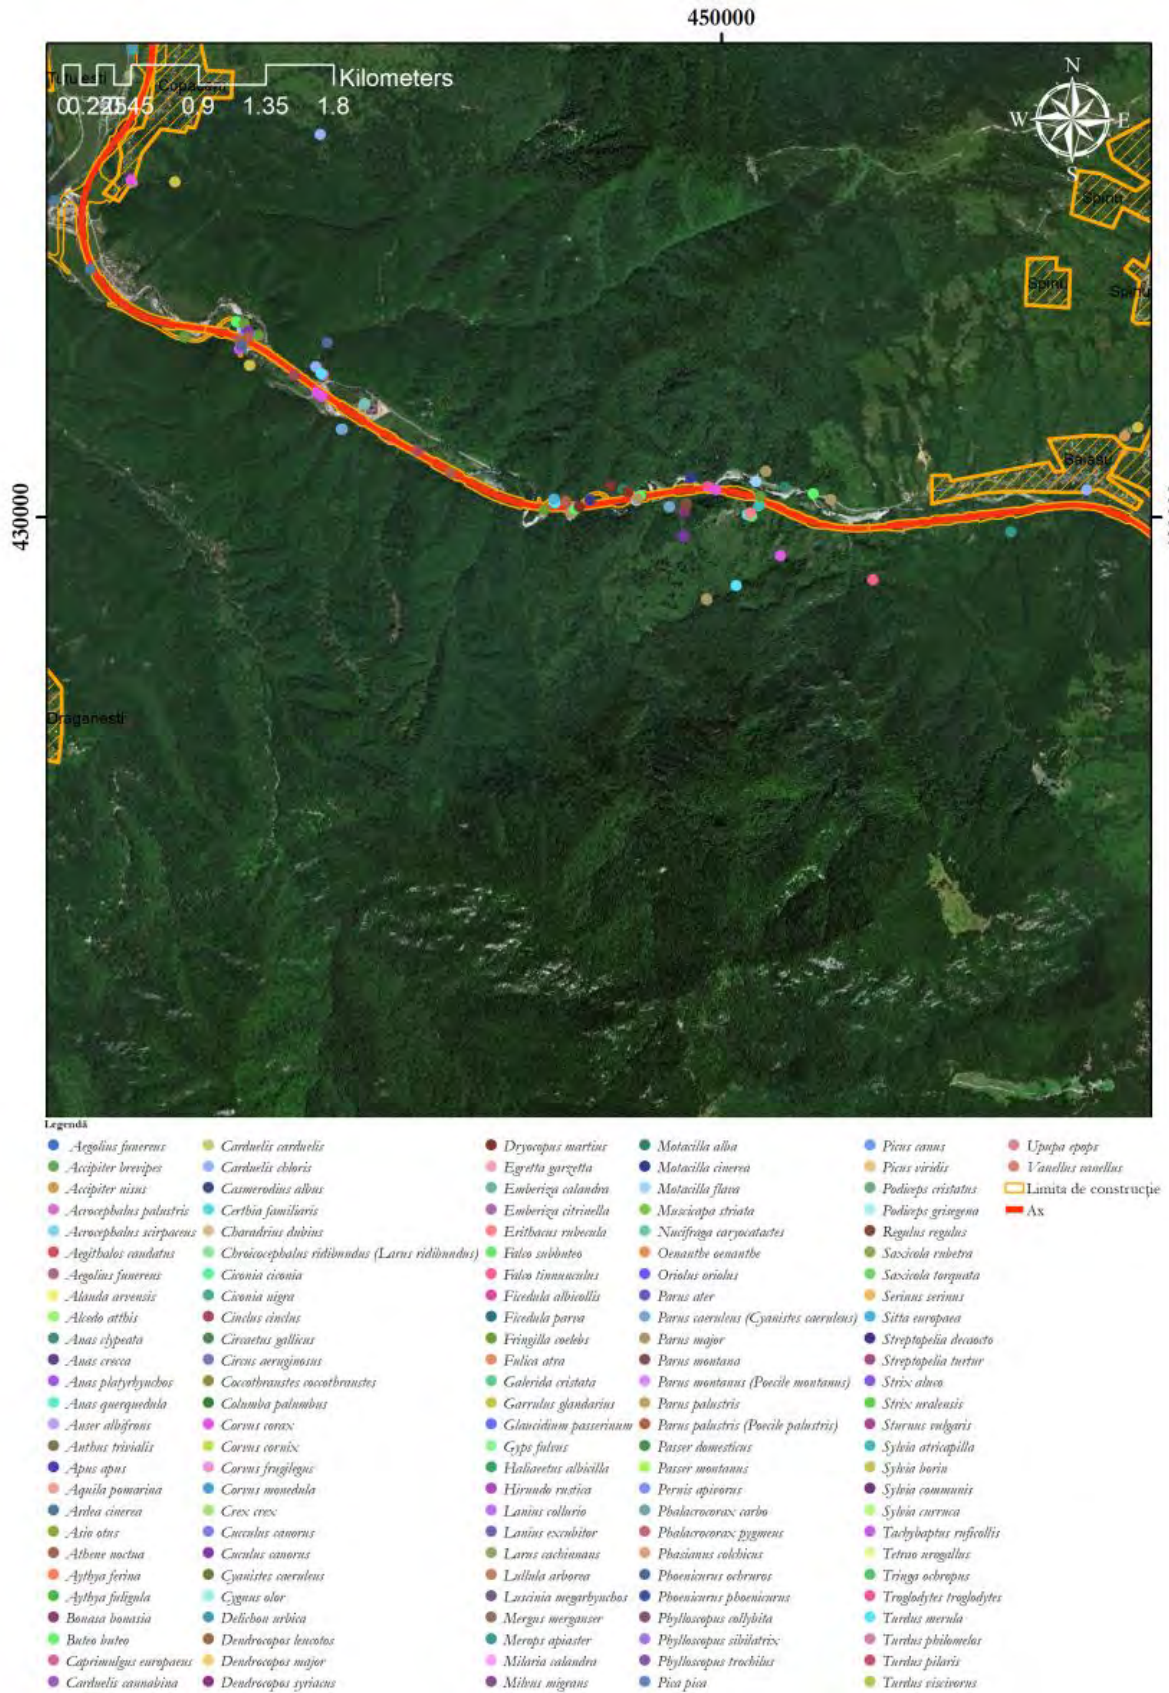 450000
Kilometers
0 0.225 0.45 0.9 1.35 1.8
N
W E
S
Copaceni
Spinu
Spinu
Spinu
Baiasu
430000
Draganesti
Legendă
Aegolius funereus
Accipiter brevipes
Accipiter nisus
Acrocephalus palustris
Acrocephalus scirpaceus
Aegithalos caudatus
Aegolius funereus
Alauda arvensis
Alcedo atthis
Anas clypeata
Anas crecca
Anas platyrhynchos
Anas querquedula
Anser albifrons
Anthus trivialis
Apus apus
Aquila pomarina
Ardea cinerea
Asio otus
Athene noctua
Aythya ferina
Aythya fuligula
Bonasa bonasia
Buteo buteo
Caprimulgus europaeus
Carduelis cannabina
Carduelis carduelis
Carduelis chloris
Casmerodius albus
Certhia familiaris
Charadrius dubius
Chroicocephalus ridibundus (Larus ridibundus)
Ciconia ciconia
Ciconia nigra
Cinclus cinclus
Circaetus gallicus
Circus aeruginosus
Coccothraustes coccothraustes
Columba palumbus
Corvus corax
Corvus cornix
Corvus frugilegus
Corvus monedula
Crex crex
Cucculus canorus
Cuculus canorus
Cyanistes caeruleus
Cygnus olor
Delichon urbica
Dendrocopos leucotos
Dendrocopos major
Dendrocopos syriacus
Dryocopus martius
Egretta garzetta
Emberiza calandra
Emberiza citrinella
Erithacus rubecula
Falco subbuteo
Falco tinnunculus
Ficedula albicollis
Ficedula parva
Fringilla coelebs
Fulica atra
Galerida cristata
Garrulus glandarius
Glaucidium passerinum
Gyps fulvus
Haliaeetus albicilla
Hirundo rustica
Lanius collurio
Lanius excubitor
Larus cachinnans
Lullula arborea
Luscinia megarhynchos
Mergus merganser
Merops apiaster
Milaria calandra
Milvus migrans
Motacilla alba
Motacilla cinerea
Motacilla flava
Muscicapa striata
Nucifraga caryocatactes
Oenanthe oenanthe
Oriolus oriolus
Parus ater
Parus caeruleus (Cyanistes caeruleus)
Parus major
Parus montana
Parus montanus (Poecile montanus)
Parus palustris
Parus palustris (Poecile palustris)
Passer domesticus
Passer montanus
Pernis apivorus
Phalacrocorax carbo
Phalacrocorax pygmeus
Phasianus colchicus
Phoenicurus ochruros
Phoenicurus phoenicurus
Phylloscopus collybita
Phylloscopus sibilatrix
Phylloscopus trochilus
Pica pica
Picus canus
Picus viridis
Podiceps cristatus
Podiceps grisegena
Regulus regulus
Saxicola rubetra
Saxicola torquata
Serinus serinus
Sitta europaea
Streptopelia decaocto
Streptopelia turtur
Strix aluco
Strix uralensis
Sturnus vulgaris
Sylvia atricapilla
Sylvia borin
Sylvia communis
Sylvia curruca
Tachybaptus ruficollis
Tetrao urogallus
Tringa ochropus
Troglodytes troglodytes
Turdus merula
Turdus philomelos
Turdus pilaris
Turdus viscivorus
Upupa epops
Vanellus vanellus
Limita de construcție
Ax